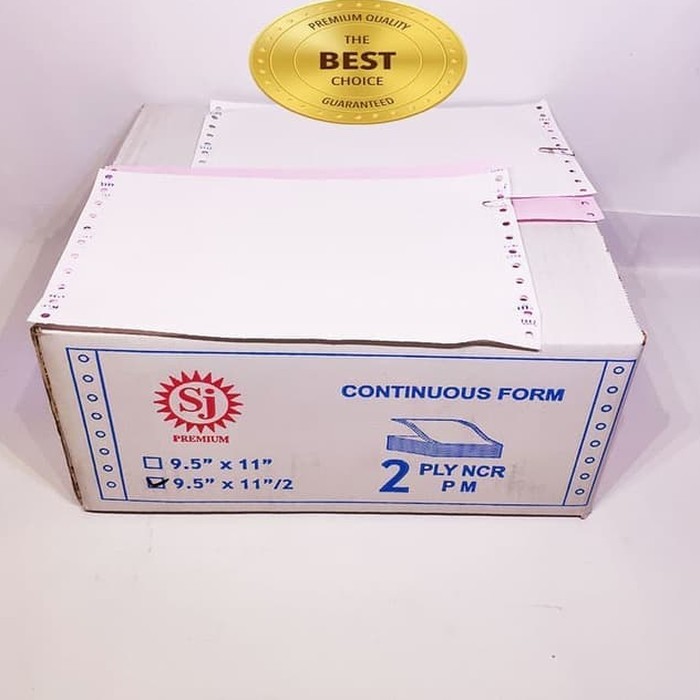 PREMIUM QUALITY
THE
BEST
CHOICE
GUARANTEED
Sj
PREMIUM
9.5” x 11”
9.5” x 11”/2
CONTINUOUS FORM
2 PLY NCR
PM